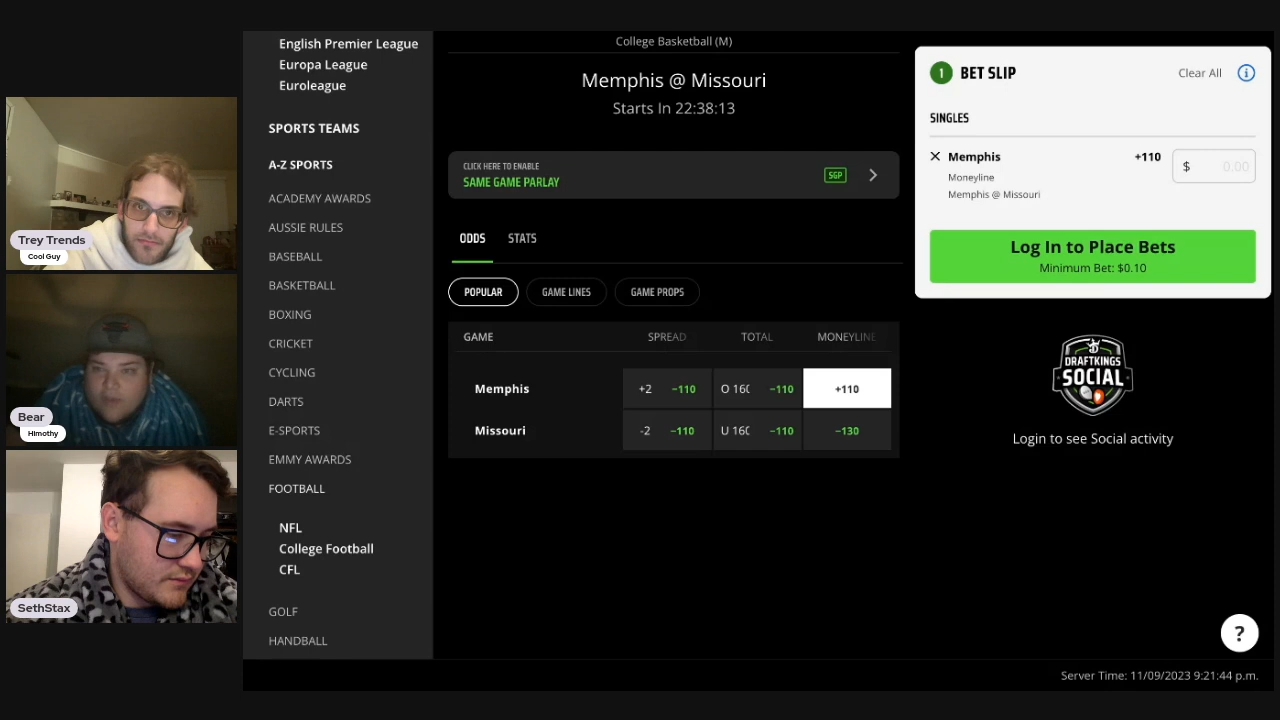 Trey Trends
Cool Guy
Bear
Himothy
SethStax
English Premier League
Europa League
Euroleague
SPORTS TEAMS
A-Z SPORTS
ACADEMY AWARDS
AUSSIE RULES
BASEBALL
BASKETBALL
BOXING
CRICKET
CYCLING
DARTS
E-SPORTS
EMMY AWARDS
FOOTBALL
NFL
College Football
CFL
GOLF
HANDBALL
College Basketball (M)
Memphis @ Missouri
Starts In 22:38:13
CLICK HERE TO ENABLE
SAME GAME PARLAY
SGP
ODDS STATS
POPULAR GAME LINES GAME PROPS
GAME SPREAD TOTAL MONEYLINE
Memphis +2 −110 O 160 −110 +110
Missouri -2 −110 U 160 −110 −130
1 BET SLIP Clear All i
SINGLES
Memphis +110 $ 0.00
Moneyline
Memphis @ Missouri
Log In to Place Bets
Minimum Bet: $0.10
DRAFTKINGS
SOCIAL
Login to see Social activity
?
Server Time: 11/09/2023 9:21:44 p.m.